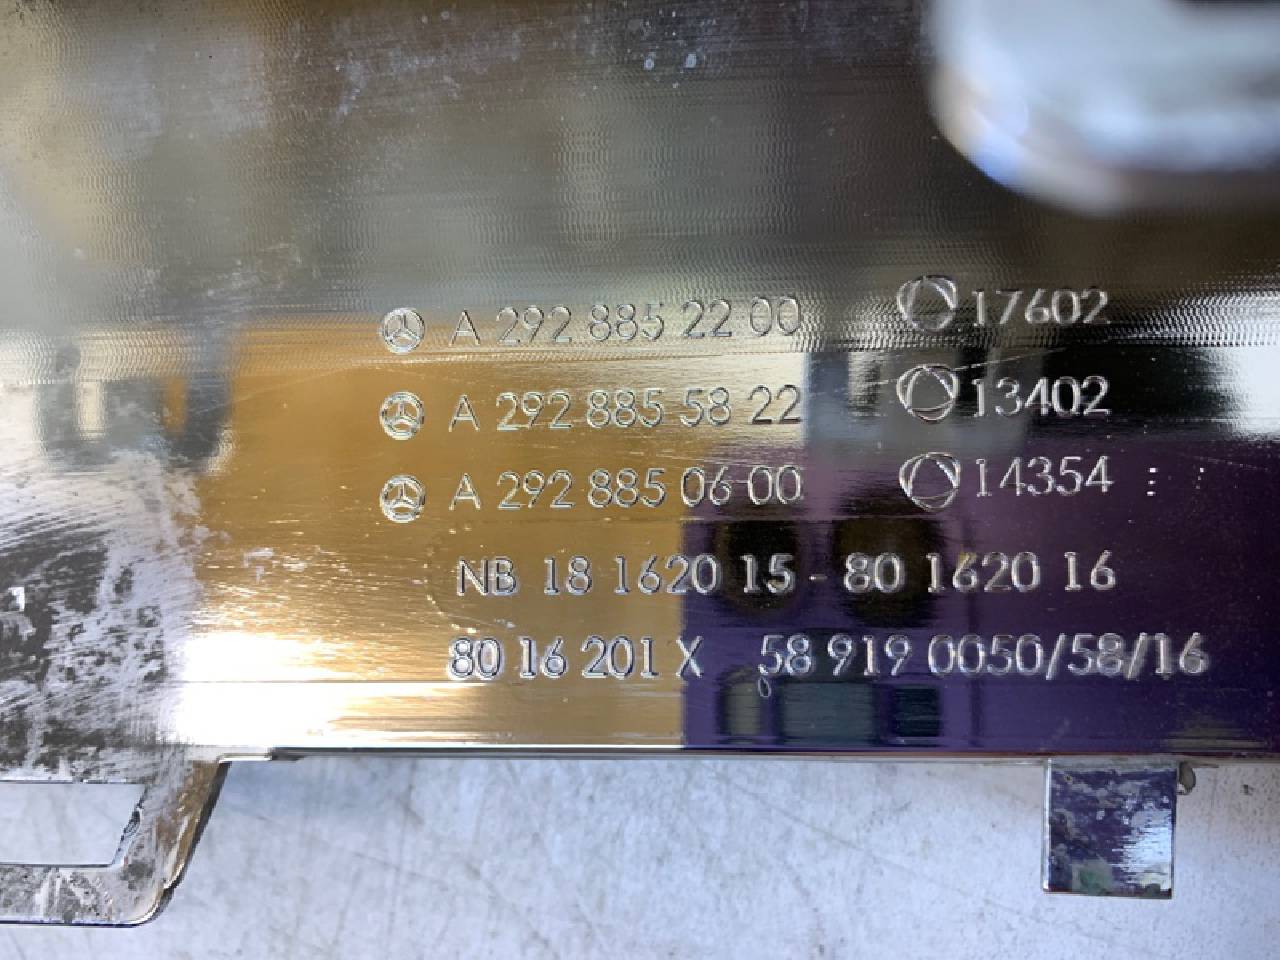 A 292 885 22 00 17602
A 292 885 58 22 13402
A 292 885 06 00 14354
NB 18 1620 15 - 80 1620 16
80 16 201 X 58 919 0050/58/16